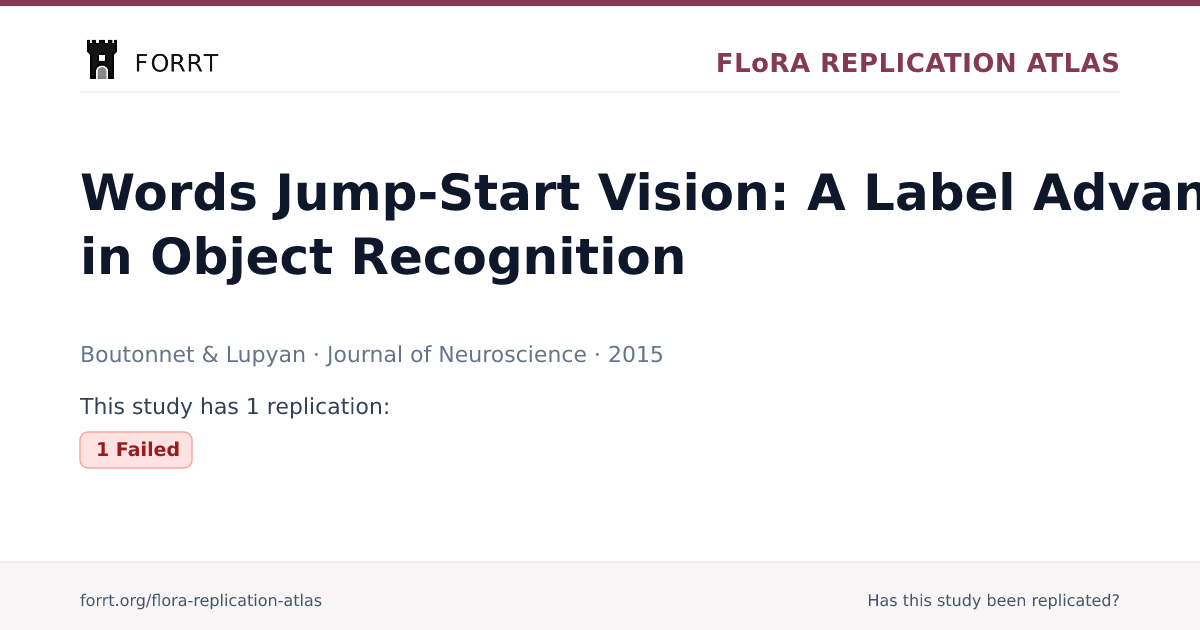 FORRT
FLoRA REPLICATION ATLAS
Words Jump-Start Vision: A Label Advan
in Object Recognition
Boutonnet & Lupyan · Journal of Neuroscience · 2015
This study has 1 replication:
1 Failed
forrt.org/flora-replication-atlas
Has this study been replicated?